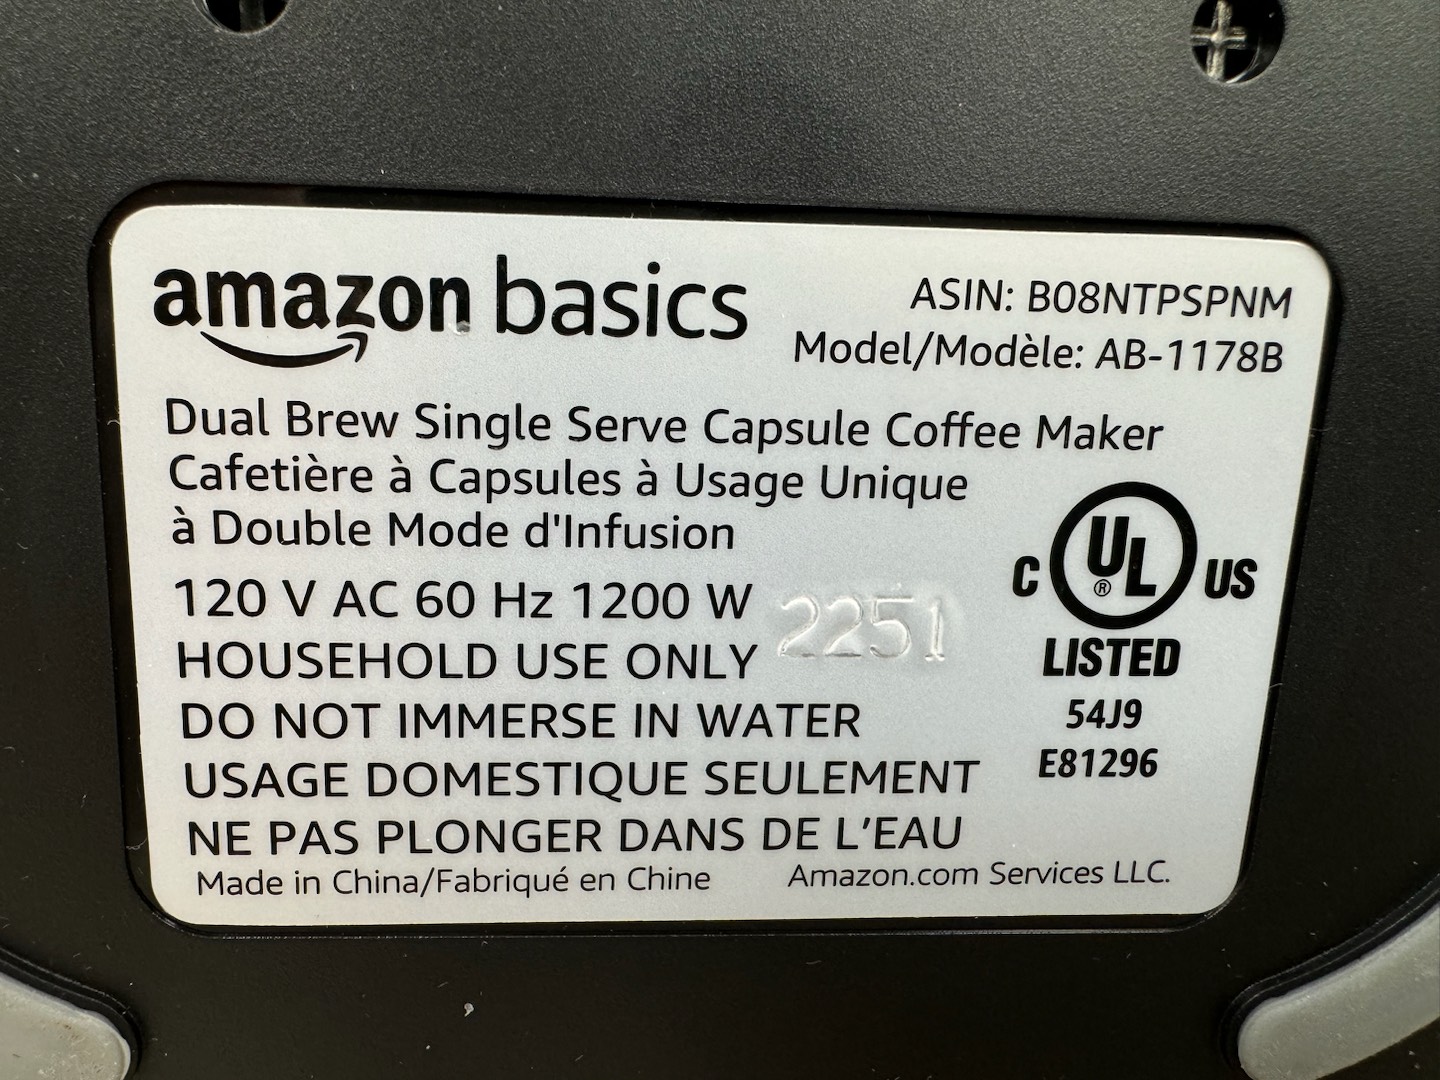 amazon basics
ASIN: B08NTPSPNM
Model/Modèle: AB-1178B
Dual Brew Single Serve Capsule Coffee Maker
Cafetière à Capsules à Usage Unique
à Double Mode d'Infusion
120 V AC 60 Hz 1200 W
2251
HOUSEHOLD USE ONLY
DO NOT IMMERSE IN WATER
USAGE DOMESTIQUE SEULEMENT
NE PAS PLONGER DANS DE L’EAU
C UL® US
LISTED
54J9
E81296
Made in China/Fabriqué en Chine
Amazon.com Services LLC.